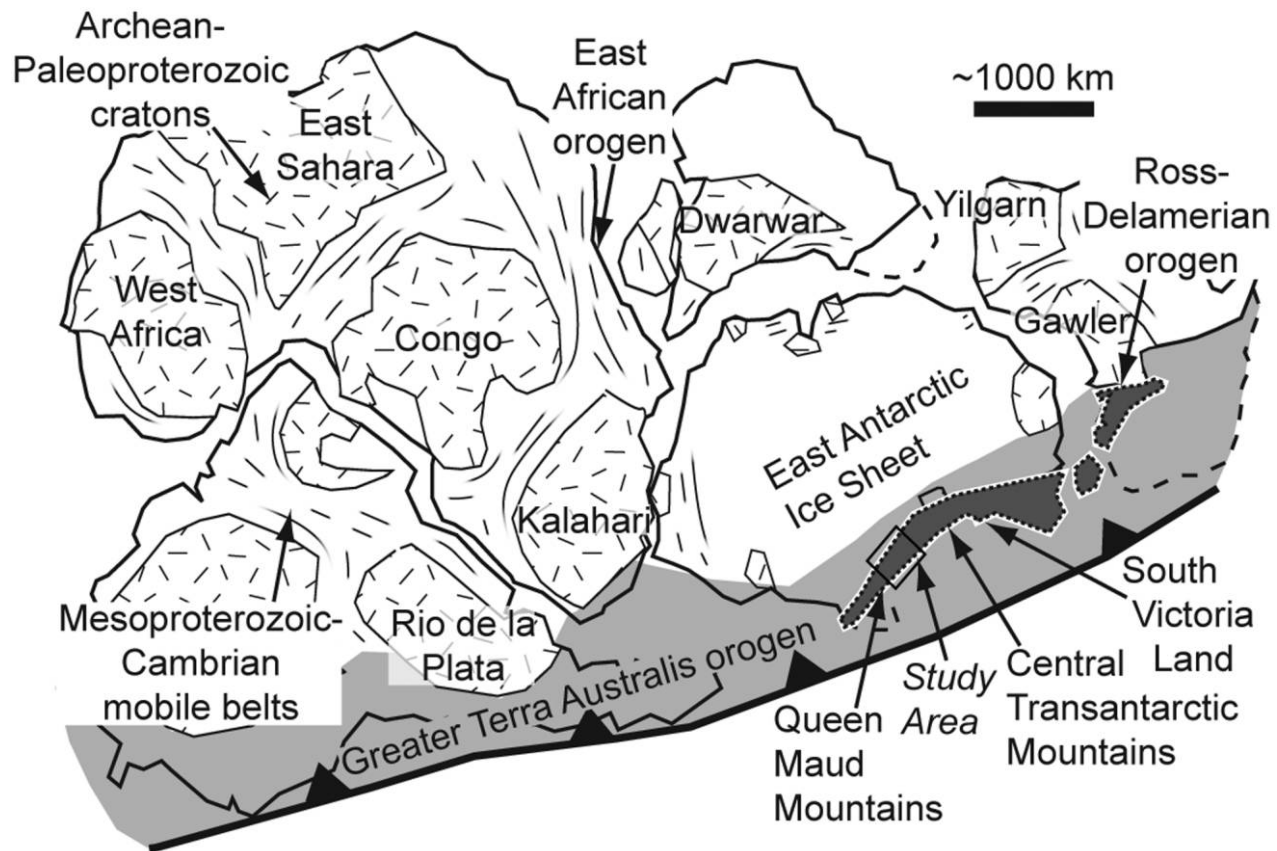 Archean-
Paleoproterozoic
cratons
East
Sahara
East
African
orogen
~1000 km
Dwarwar
Yilgarn
Ross-
Delamerian
orogen
West
Africa
Congo
Gawler
East Antarctic
Ice Sheet
Kalahari
Mesoproterozoic-
Cambrian
mobile belts
Rio de la
Plata
Greater Terra Australis orogen
Queen
Maud
Mountains
Study
Area
Central
Transantarctic
Mountains
South
Victoria
Land